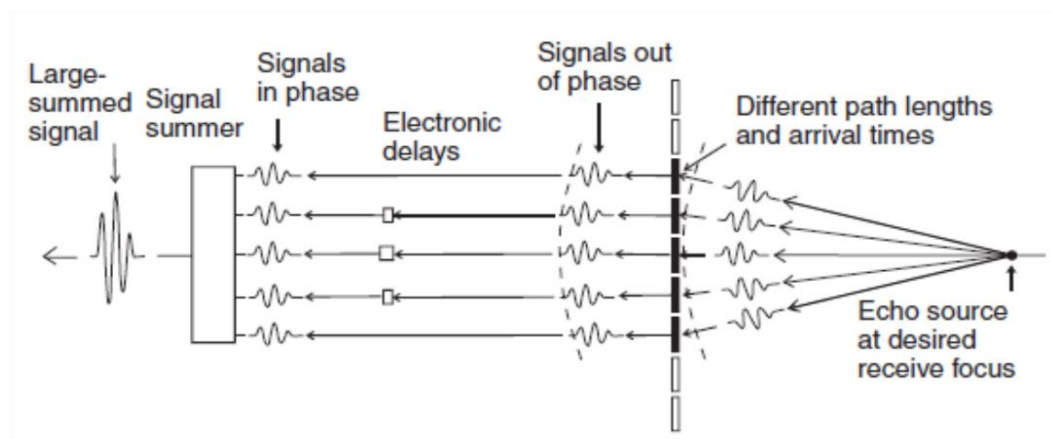 Large-
summed
signal
Signal
summer
Signals
in phase
Electronic
delays
Signals out
of phase
Different path lengths
and arrival times
Echo source
at desired
receive focus